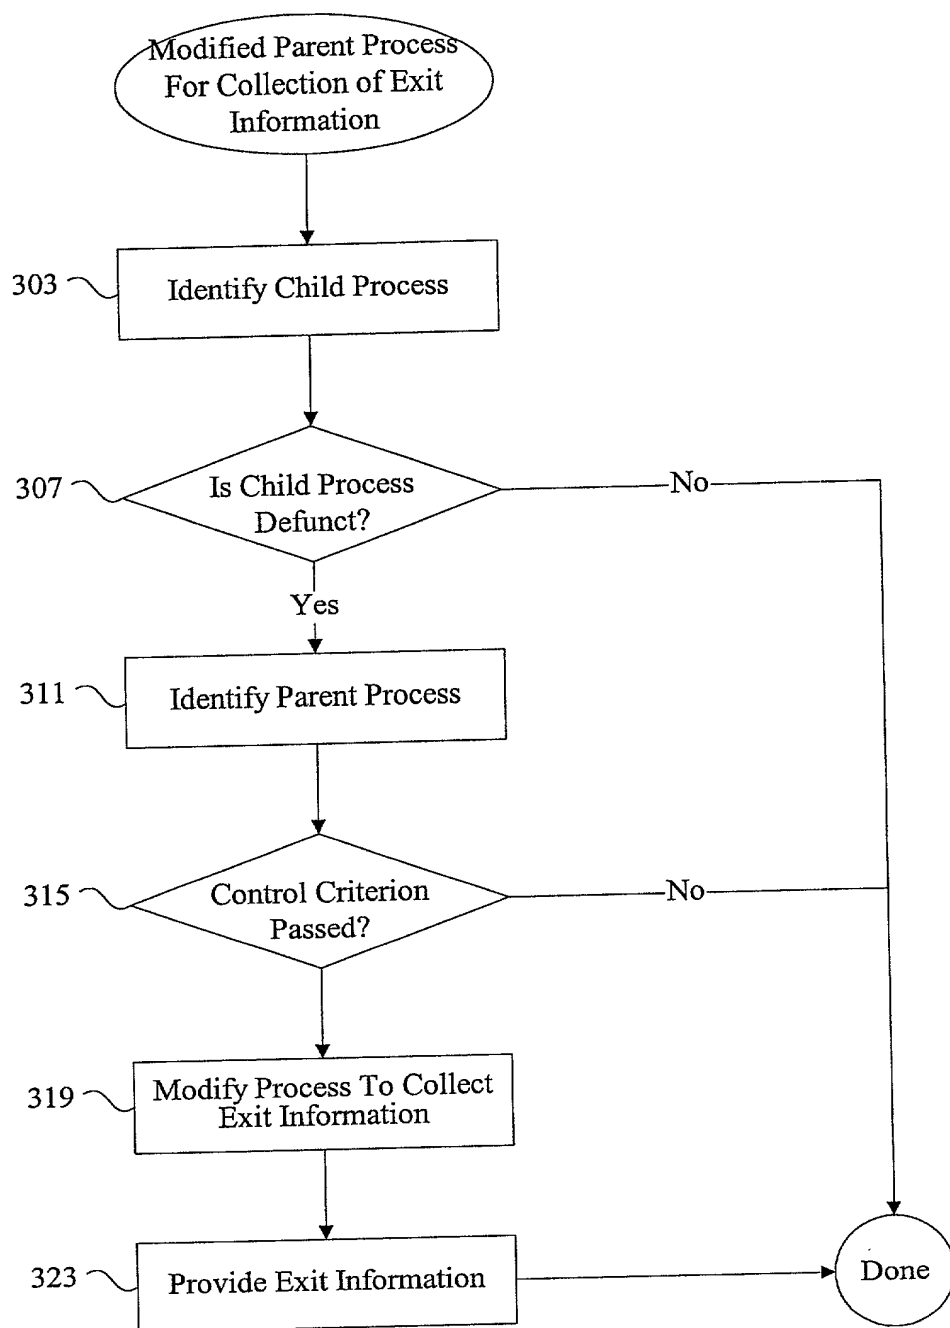 Modified Parent Process
For Collection of Exit
Information
303
Identify Child Process
307
Is Child Process
Defunct?
No
Yes
311
Identify Parent Process
315
Control Criterion
Passed?
No
319
Modify Process To Collect
Exit Information
323
Provide Exit Information
Done